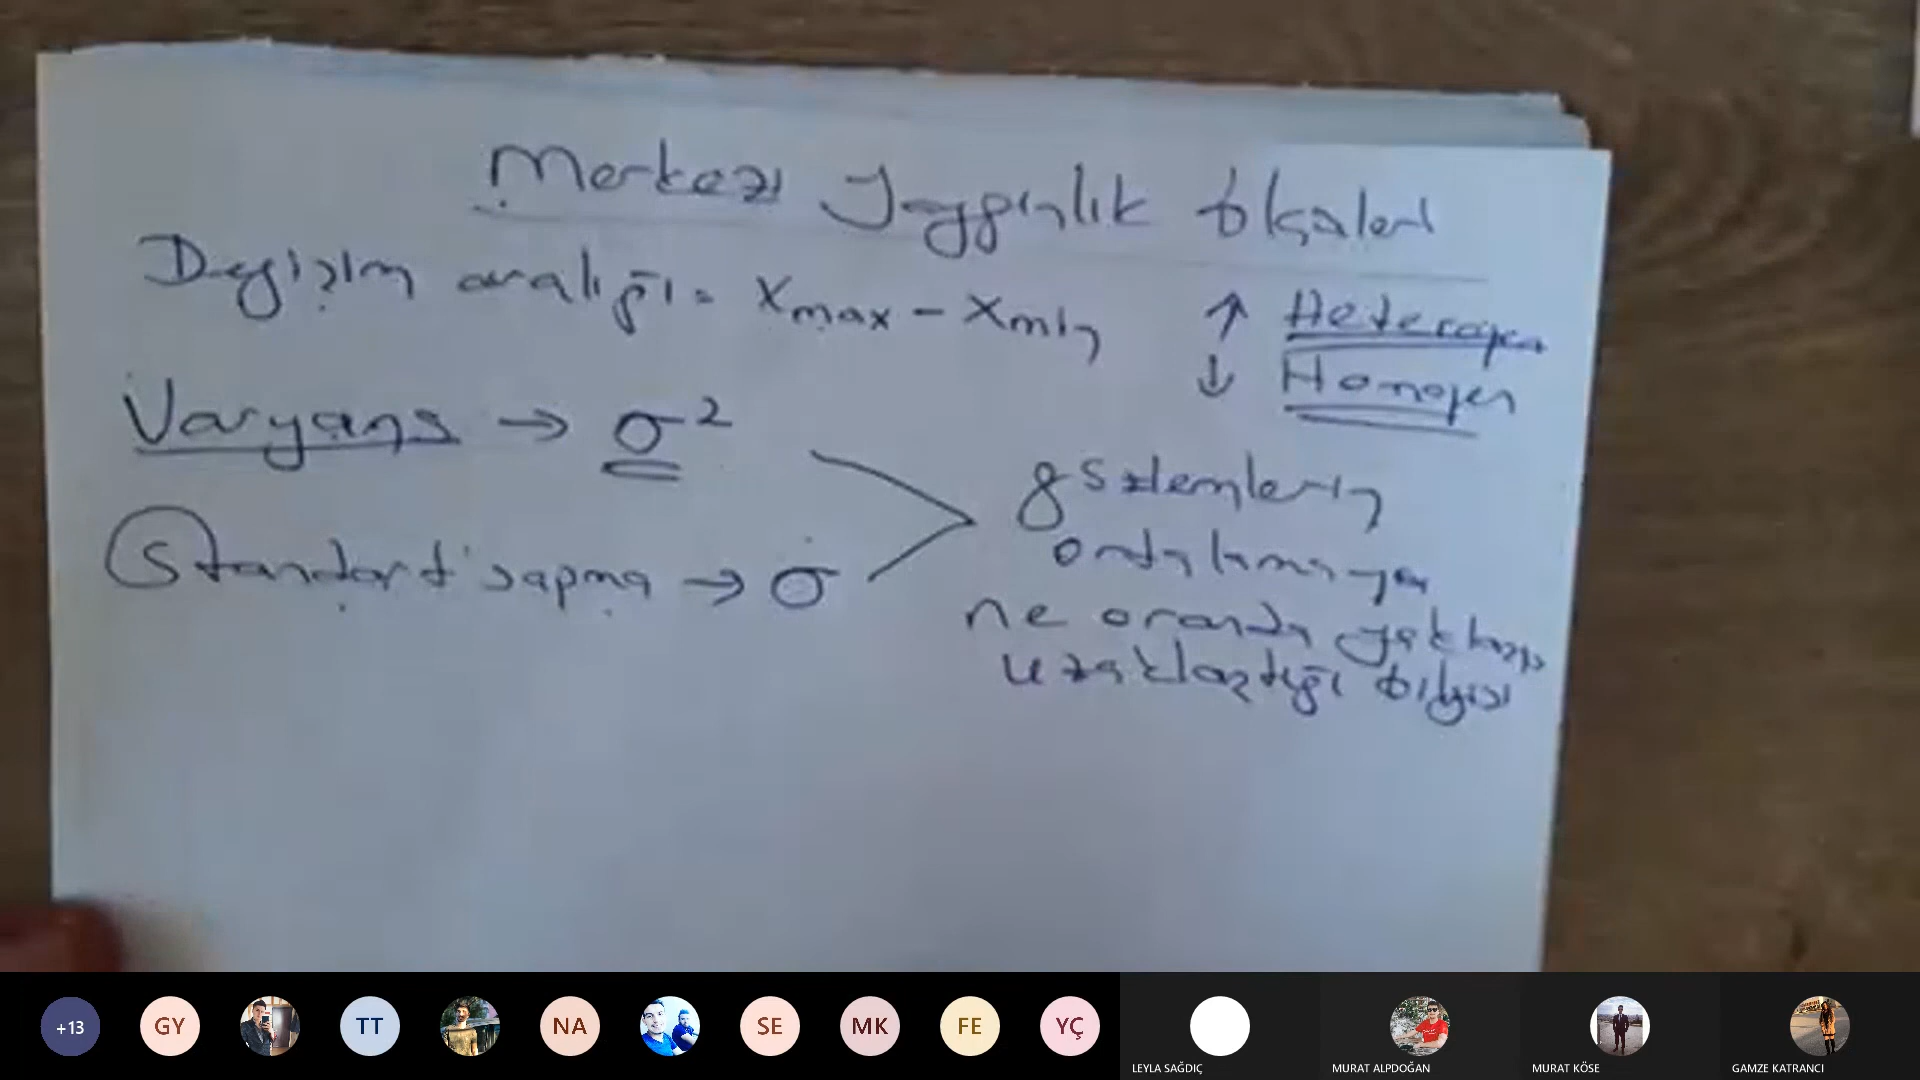 Merkezi Yaygınlık ölçüleri
Değişim aralığı = Xmax - Xmin
↑ Heterojen
↓ Homojen
Varyans → σ²
Standart sapma → σ
gözlemlerin
ortalamaya
ne oranda yaklaşıp
uzaklaştığı bilgisi
+13
GY
TT
NA
SE
MK
FE
YÇ
LEYLA SAĞDIÇ
MURAT ALPDOĞAN
MURAT KÖSE
GAMZE KATRANCI